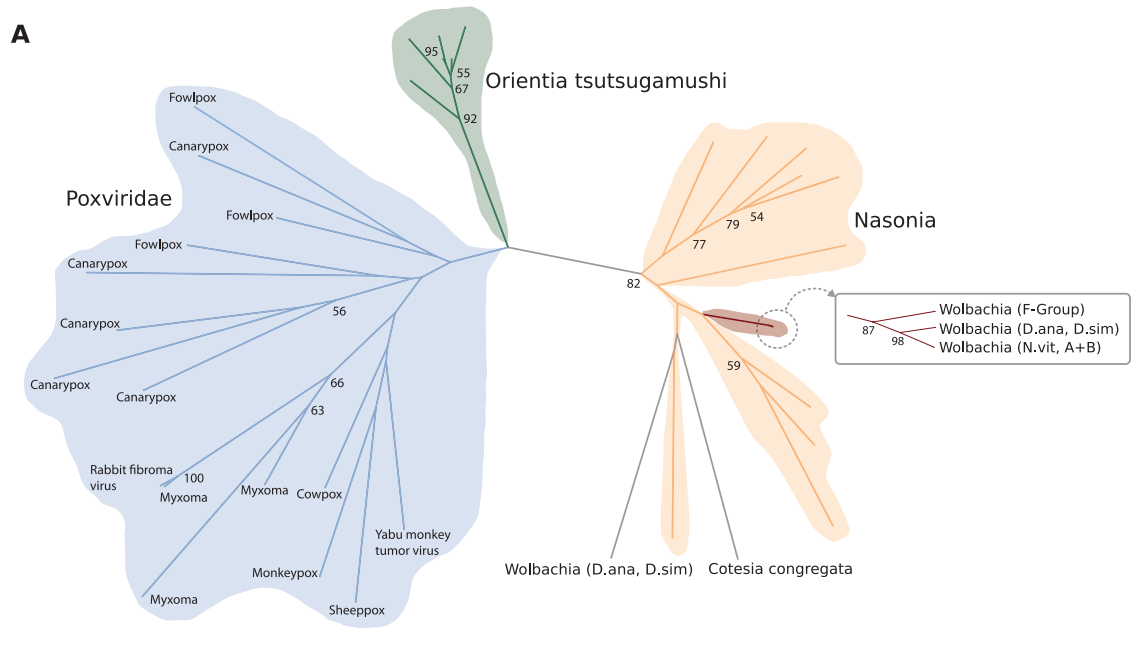 A
95
55
67
92
Orientia tsutsugamushi
Fowlpox
Canarypox
Poxviridae
Fowlpox
Fowlpox
Canarypox
Canarypox
56
Canarypox
Canarypox
66
63
Rabbit fibroma
virus
100
Myxoma
Myxoma
Cowpox
Yabu monkey
tumor virus
Monkeypox
Myxoma
Sheeppox
54
79
77
Nasonia
82
59
Wolbachia (F-Group)
87
Wolbachia (D.ana, D.sim)
98
Wolbachia (N.vit, A+B)
Wolbachia (D.ana, D.sim)
Cotesia congregata